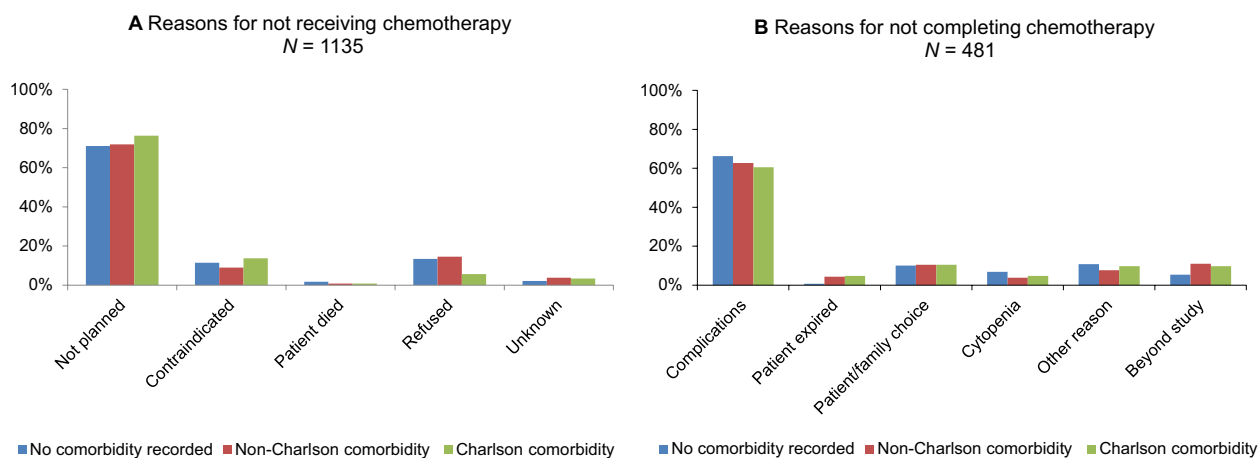 A Reasons for not receiving chemotherapy
N = 1135
100%
80%
60%
40%
20%
0%
Not planned
Contraindicated
Patient died
Refused
Unknown
No comorbidity recorded
Non-Charlson comorbidity
Charlson comorbidity
B Reasons for not completing chemotherapy
N = 481
100%
80%
60%
40%
20%
0%
Complications
Patient expired
Patient/family choice
Cytopenia
Other reason
Beyond study
No comorbidity recorded
Non-Charlson comorbidity
Charlson comorbidity